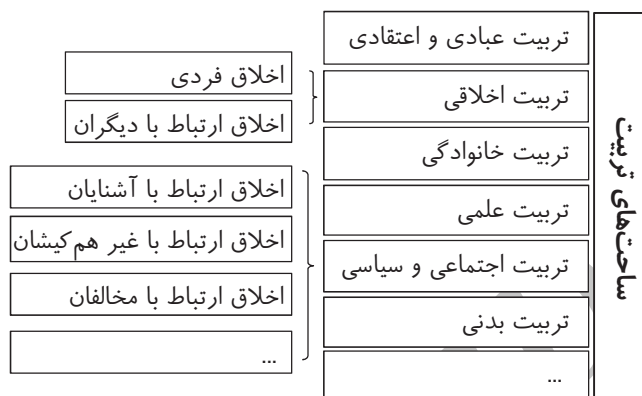 ساحت‌های تربیت
تربیت عبادی و اعتقادی
تربیت اخلاقی
تربیت خانوادگی
تربیت علمی
تربیت اجتماعی و سیاسی
تربیت بدنی
...
اخلاق فردی
اخلاق ارتباط با دیگران
اخلاق ارتباط با آشنایان
اخلاق ارتباط با غیر هم‌کیشان
اخلاق ارتباط با مخالفان
...